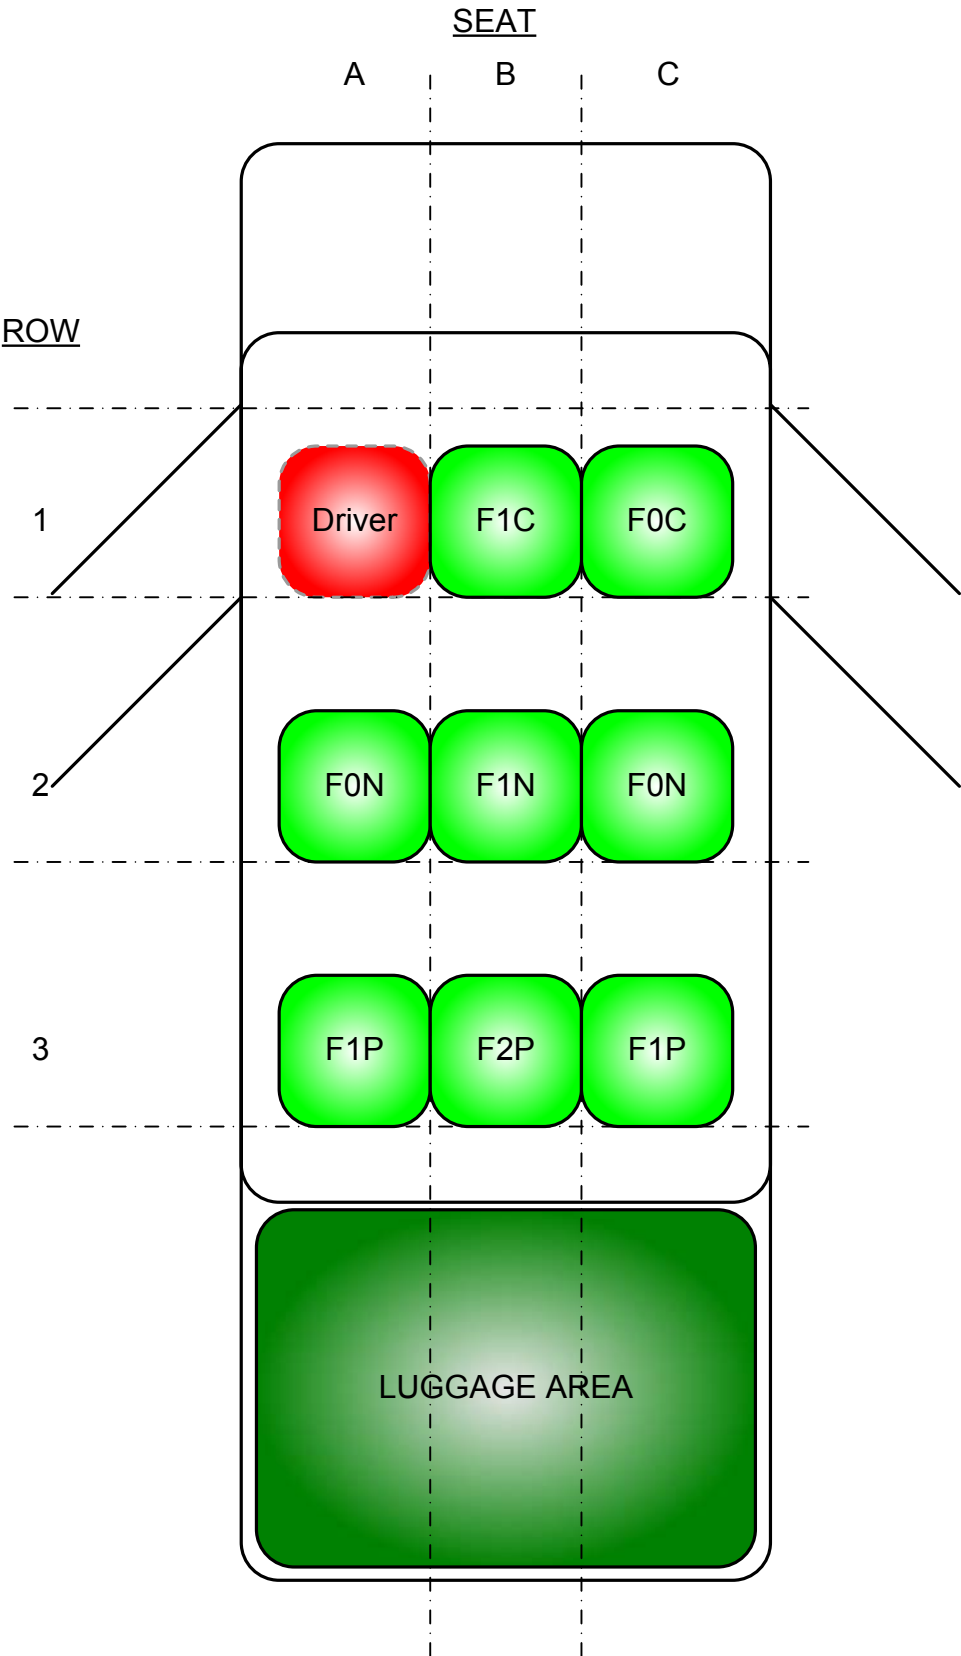 SEAT
A B C
ROW
1 Driver F1C F0C
2 F0N F1N F0N
3 F1P F2P F1P
LUGGAGE AREA